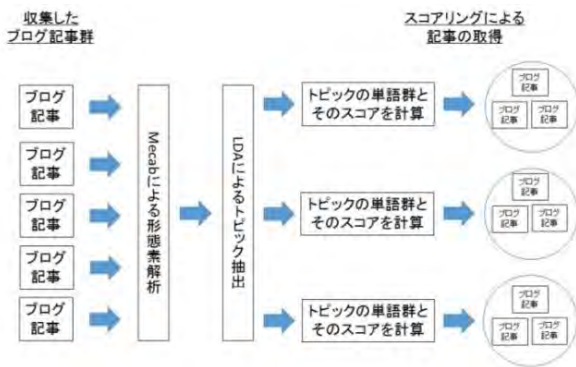 収集した
ブログ記事群
スコアリングによる
記事の取得
ブログ
記事
ブログ
記事
ブログ
記事
ブログ
記事
ブログ
記事
Mecabによる形態素解析
LDAによるトピック抽出
トピックの単語群と
そのスコアを計算
トピックの単語群と
そのスコアを計算
トピックの単語群と
そのスコアを計算
ブログ
記事
ブログ
記事
ブログ
記事
ブログ
記事
ブログ
記事
ブログ
記事
ブログ
記事
ブログ
記事
ブログ
記事